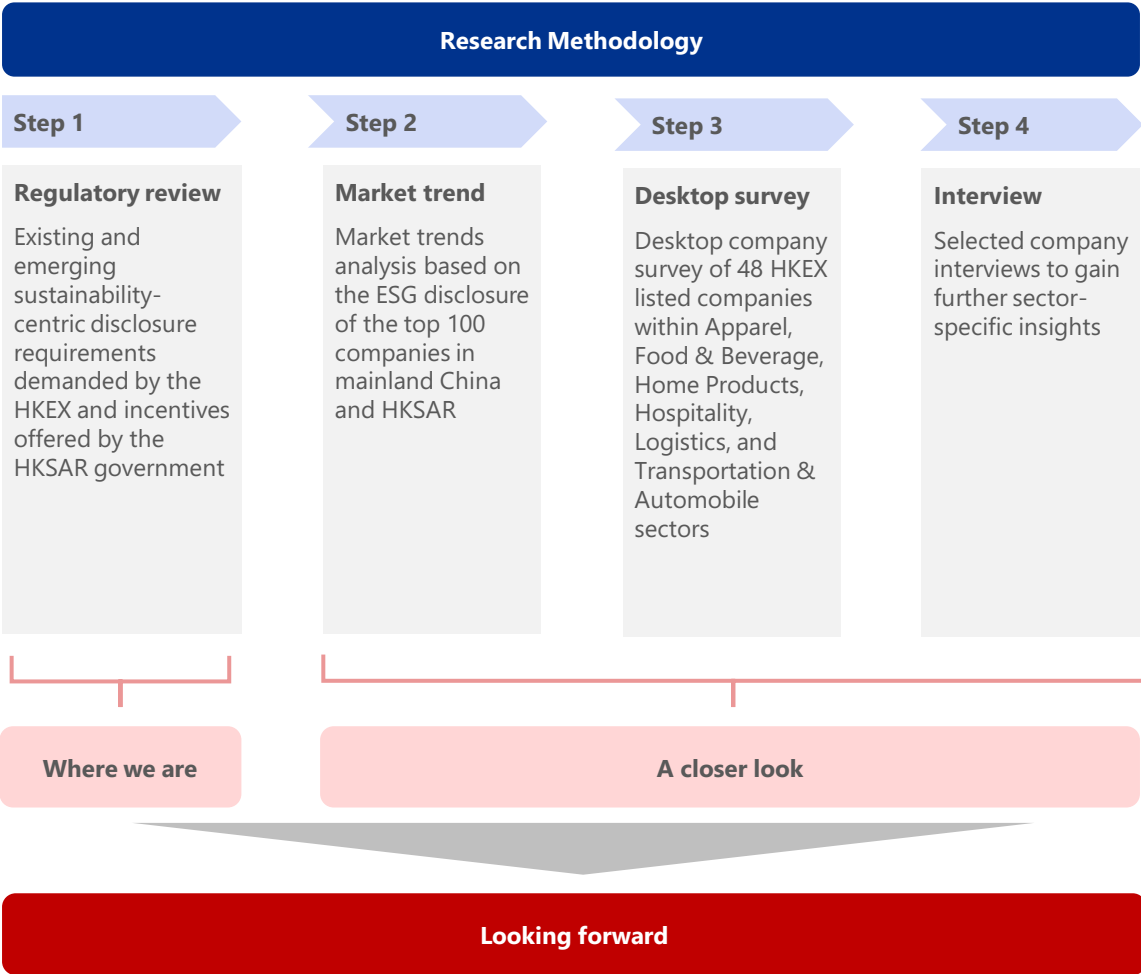 Research Methodology
Step 1
Step 2
Step 3
Step 4
Regulatory review
Existing and
emerging
sustainability-
centric disclosure
requirements
demanded by the
HKEX and incentives
offered by the
HKSAR government
Market trend
Market trends
analysis based on
the ESG disclosure
of the top 100
companies in
mainland China
and HKSAR
Desktop survey
Desktop company
survey of 48 HKEX
listed companies
within Apparel,
Food & Beverage,
Home Products,
Hospitality,
Logistics, and
Transportation &
Automobile
sectors
Interview
Selected company
interviews to gain
further sector-
specific insights
Where we are
A closer look
Looking forward